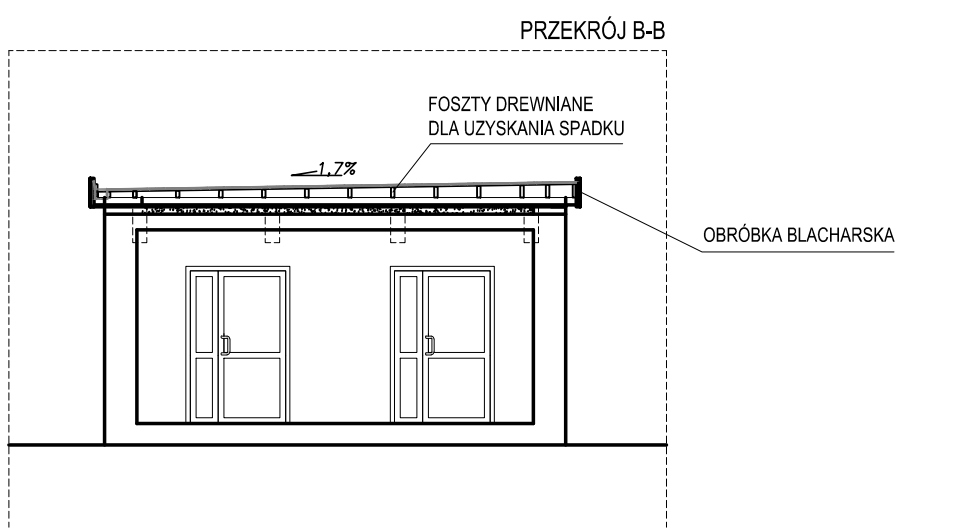 PRZEKRÓJ B-B
FOSZTY DREWNIANE
DLA UZYSKANIA SPADKU
1,7%
OBRÓBKA BLACHARSKA